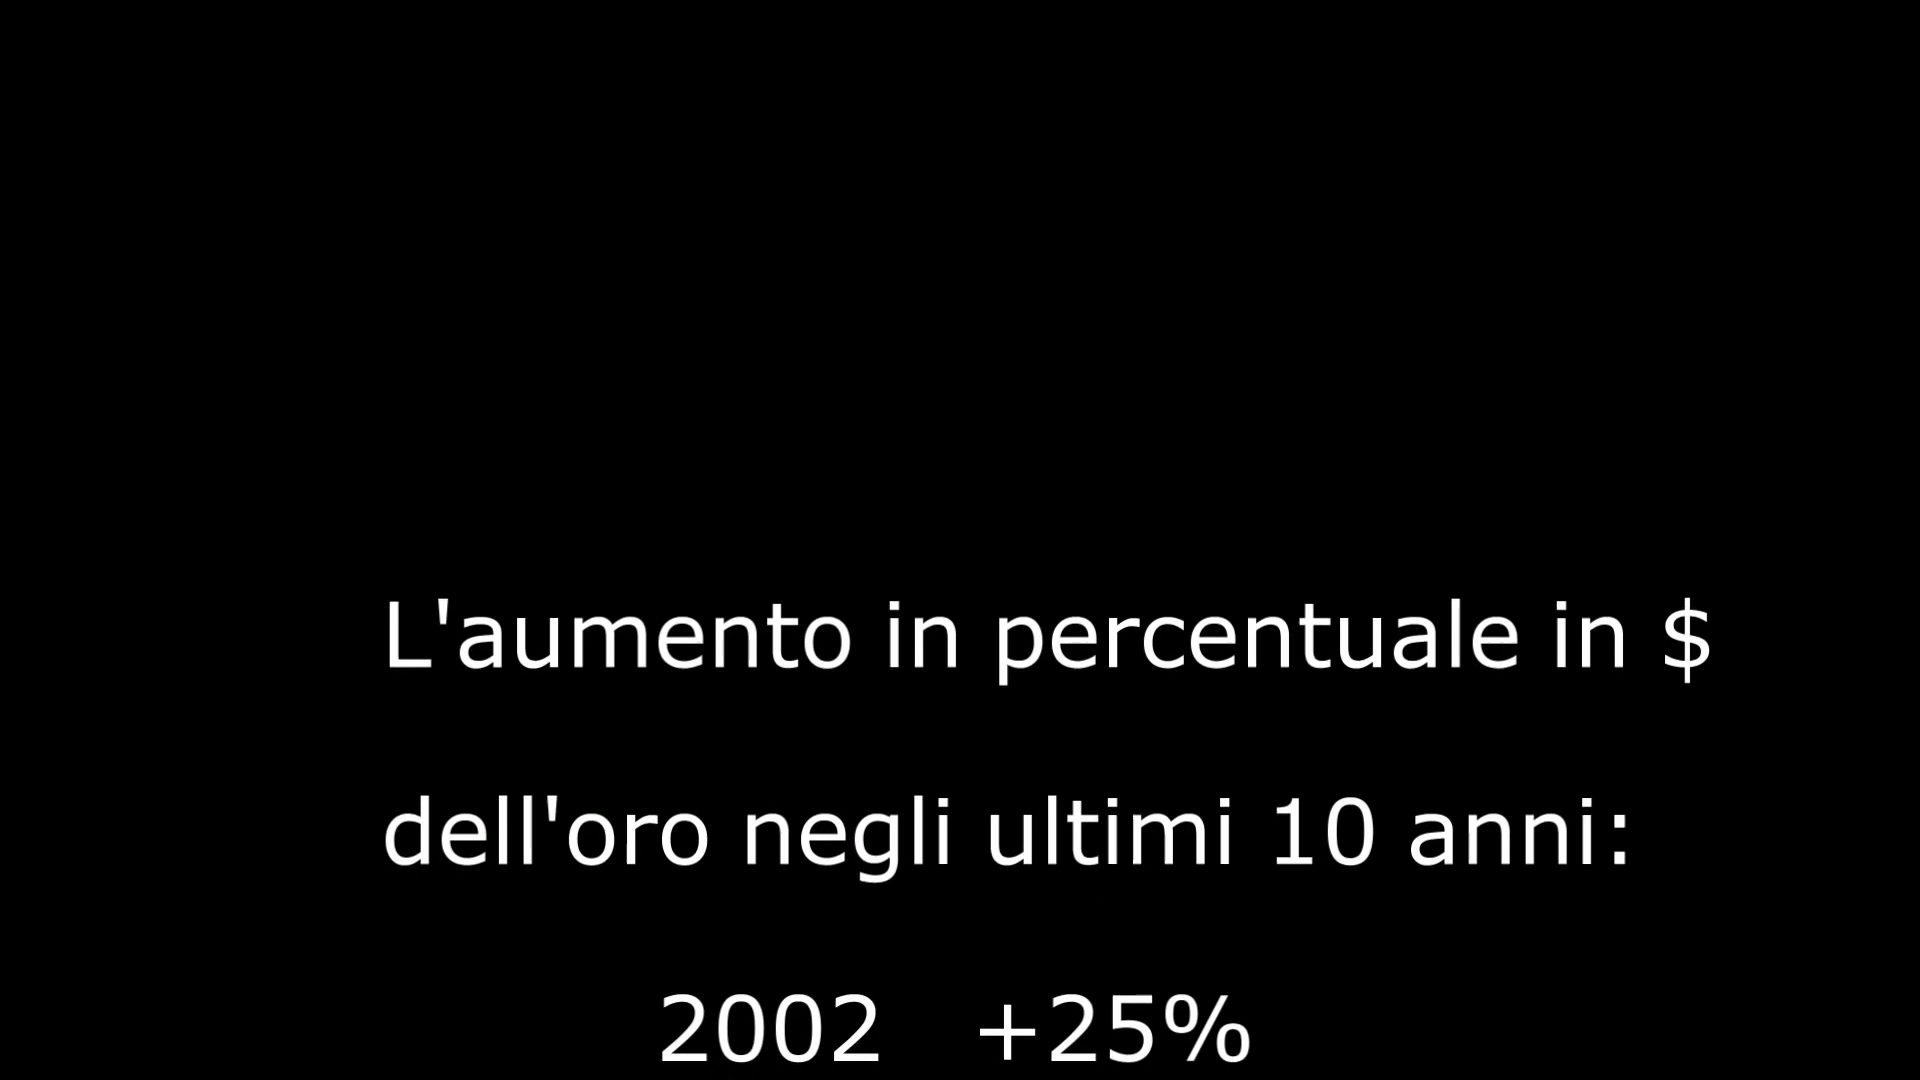 L'aumento in percentuale in $
dell'oro negli ultimi 10 anni:
2002 +25%